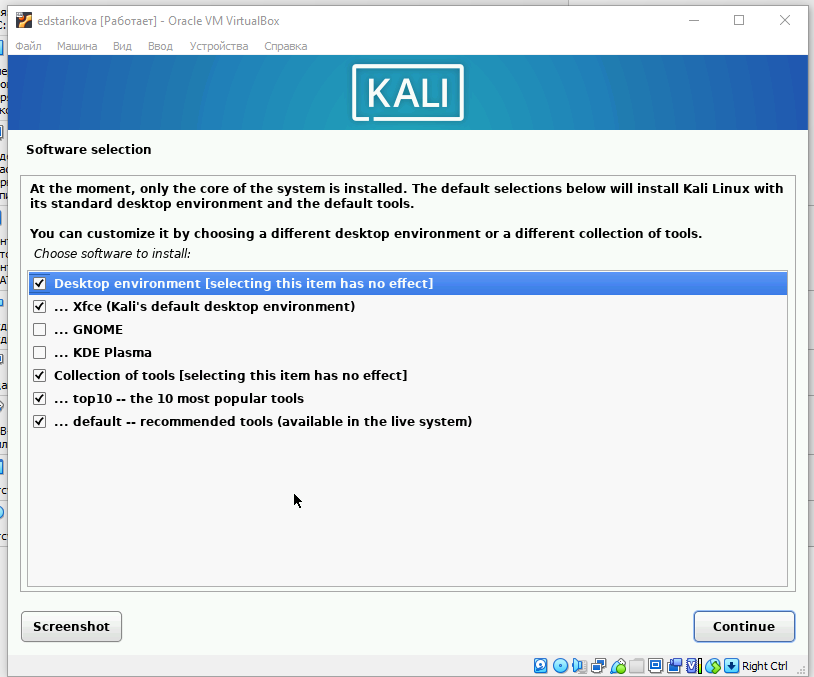 edstarikova [Работает] - Oracle VM VirtualBox
Файл Машина Вид Ввод Устройства Справка
KALI
Software selection
At the moment, only the core of the system is installed. The default selections below will install Kali Linux with
its standard desktop environment and the default tools.
You can customize it by choosing a different desktop environment or a different collection of tools.
Choose software to install:
Desktop environment [selecting this item has no effect]
... Xfce (Kali's default desktop environment)
... GNOME
... KDE Plasma
Collection of tools [selecting this item has no effect]
... top10 -- the 10 most popular tools
... default -- recommended tools (available in the live system)
Screenshot
Continue
Right Ctrl